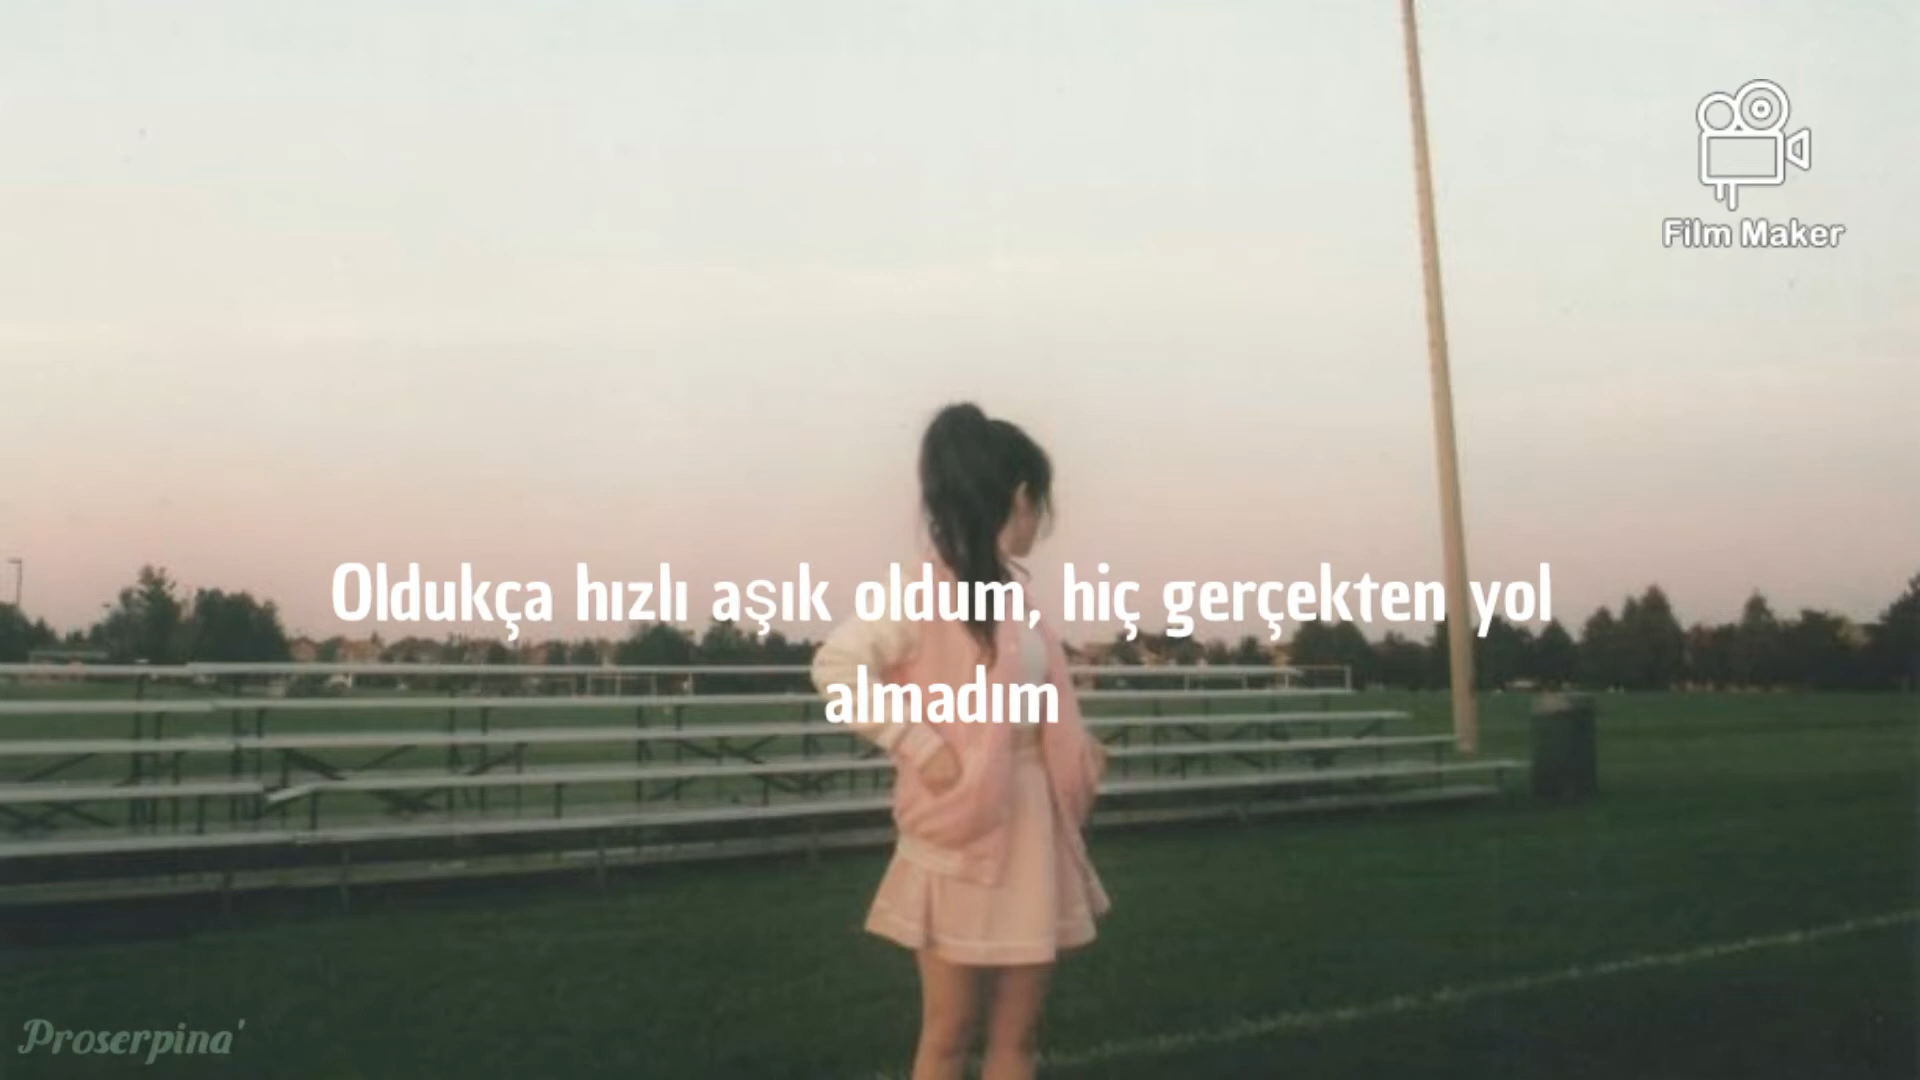 Film Maker
Oldukça hızlı aşık oldum, hiç gerçekten yol
almadım
Proserpina'